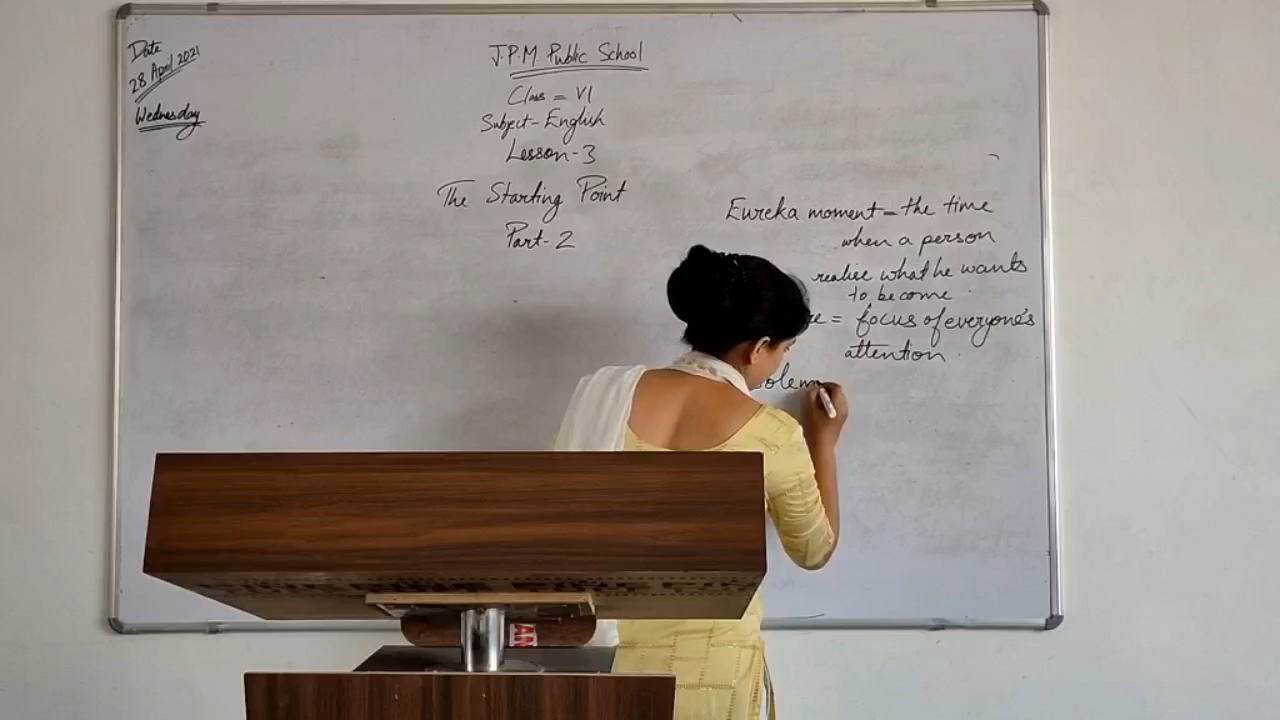 Date
28 April 2021
Wednesday
J.P.M Public School
Class = VI
Subject - English
Lesson - 3
The Starting Point
Part - 2
Eureka moment = the time
when a person
realise what he wants
to become
= focus of everyone's
attention.
solem